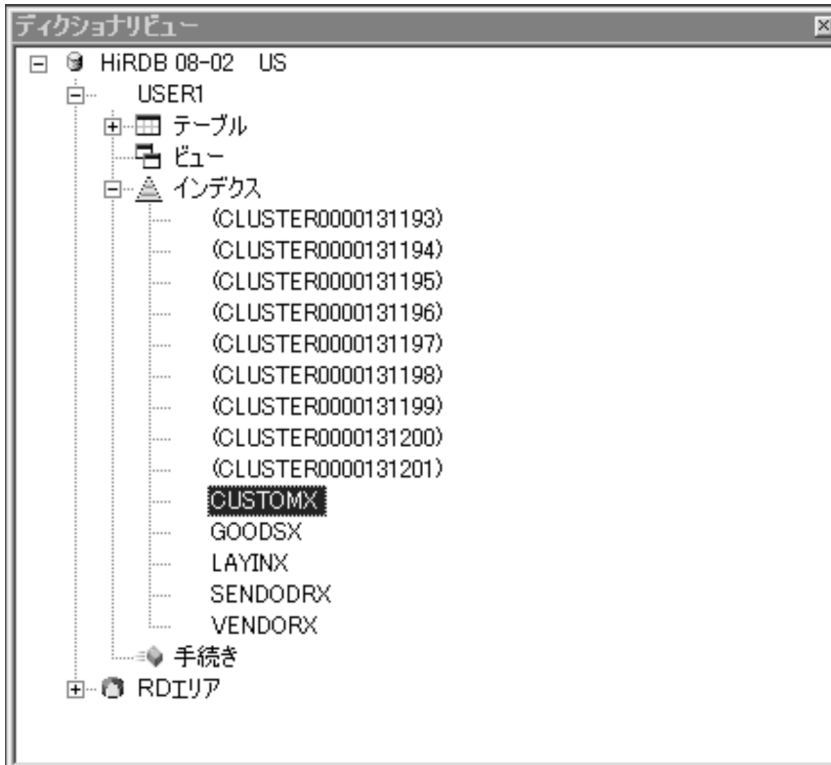 ディクショナリビュー
HiRDB 08-02 US
USER1
テーブル
ビュー
インデクス
(CLUSTER0000131193)
(CLUSTER0000131194)
(CLUSTER0000131195)
(CLUSTER0000131196)
(CLUSTER0000131197)
(CLUSTER0000131198)
(CLUSTER0000131199)
(CLUSTER0000131200)
(CLUSTER0000131201)
CUSTOMX
GOODSX
LAYINX
SENDODRX
VENDORX
手続き
RDエリア